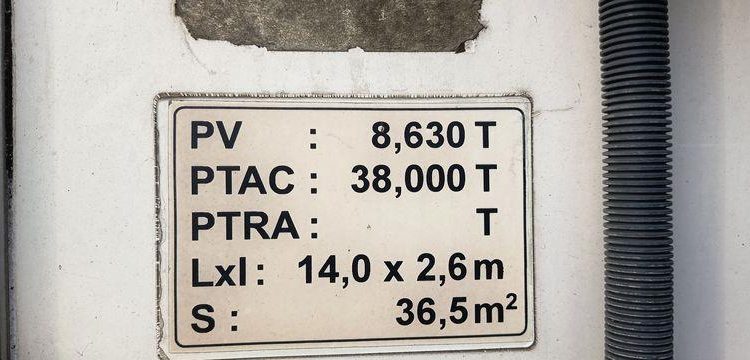 PV : 8,630 T
PTAC : 38,000 T
PTRA : T
Lxl : 14,0 x 2,6 m
S : 36,5 m²